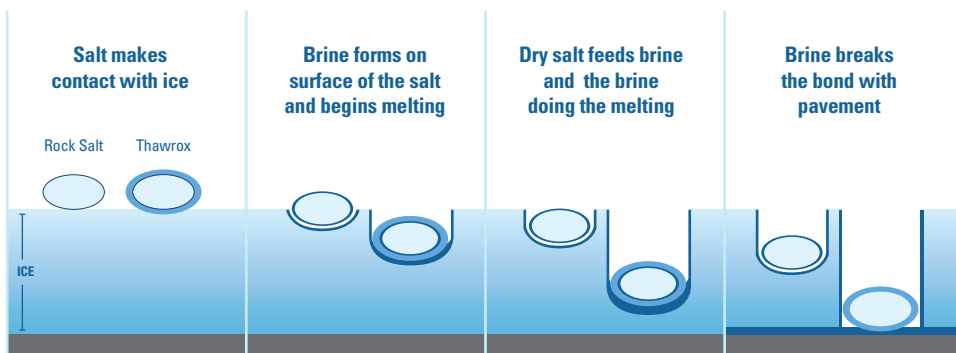 Salt makes
contact with ice
Rock Salt
Thawrox
ICE
Brine forms on
surface of the salt
and begins melting
Dry salt feeds brine
and the brine
doing the melting
Brine breaks
the bond with
pavement